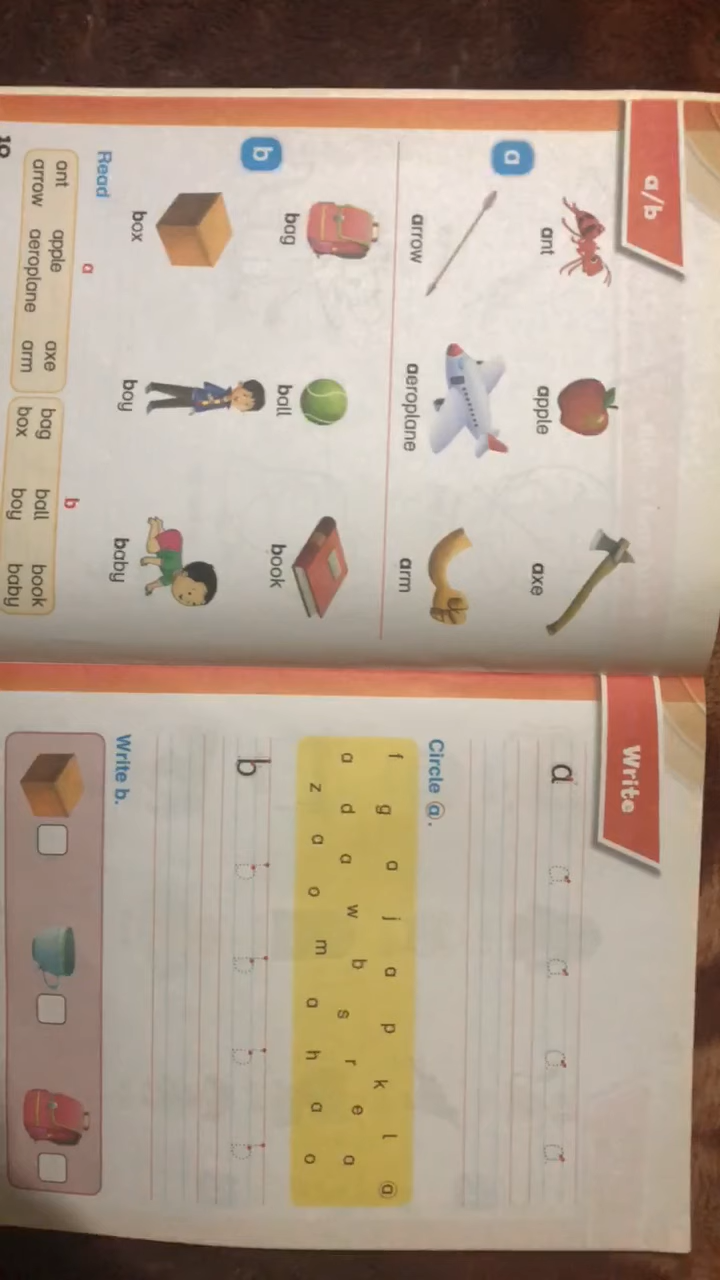 a/b
a
ant apple axe
arrow aeroplane arm
b
bag ball book
box boy baby
Read
a b
ant apple axe bag ball book
arrow aeroplane arm box boy baby
Write
a a a a a
Circle a.
f g a j a p k l a
a d a w b s r e a
z a o m a h a o
b b b b b
Write b.